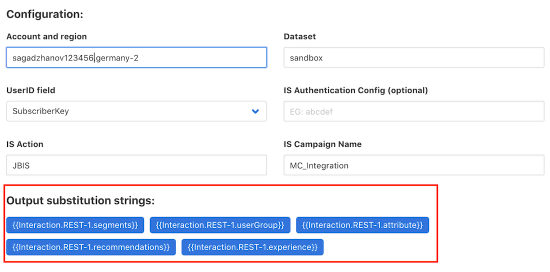 Configuration:
Account and region
Dataset
sagadzhanov123456|germany-2
sandbox
UserID field
IS Authentication Config (optional)
SubscriberKey
EG: abcdef
IS Action
IS Campaign Name
JBIS
MC_Integration
Output substitution strings:
{{Interaction.REST-1.segments}} {{Interaction.REST-1.userGroup}} {{Interaction.REST-1.attribute}}
{{Interaction.REST-1.recommendations}} {{Interaction.REST-1.experience}}